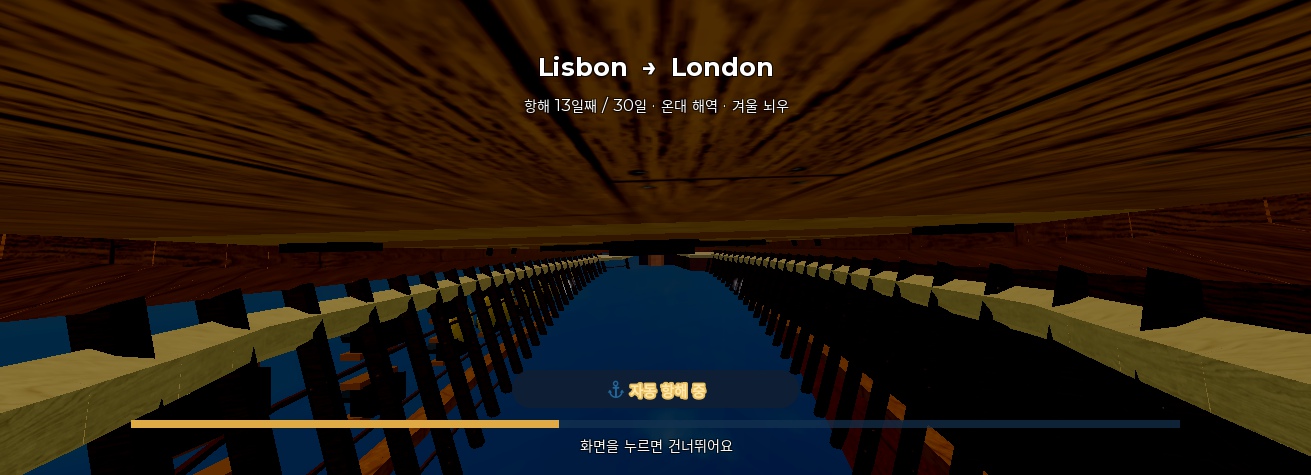 Lisbon → London
항해 13일째 / 30일 · 온대 해역 · 겨울 뇌우
⚓ 자동 항해 중
화면을 누르면 건너뛰어요